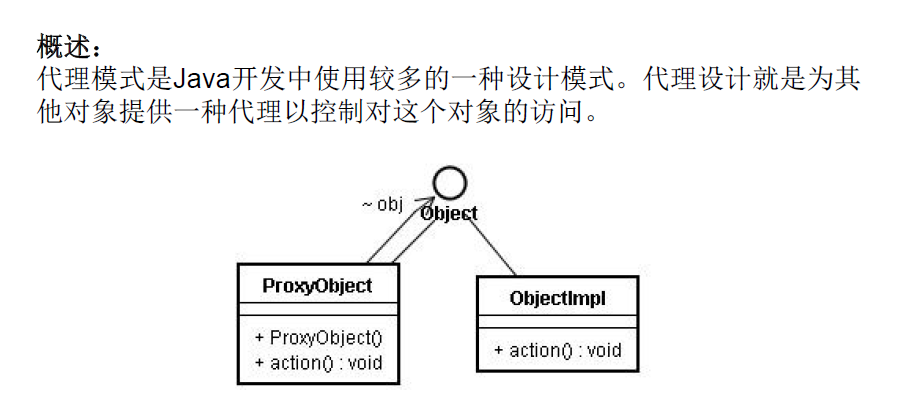 概述：
代理模式是Java开发中使用较多的一种设计模式。代理设计就是为其
他对象提供一种代理以控制对这个对象的访问。
~ obj
Object
ProxyObject
+ ProxyObject()
+ action() : void
ObjectImpl
+ action() : void